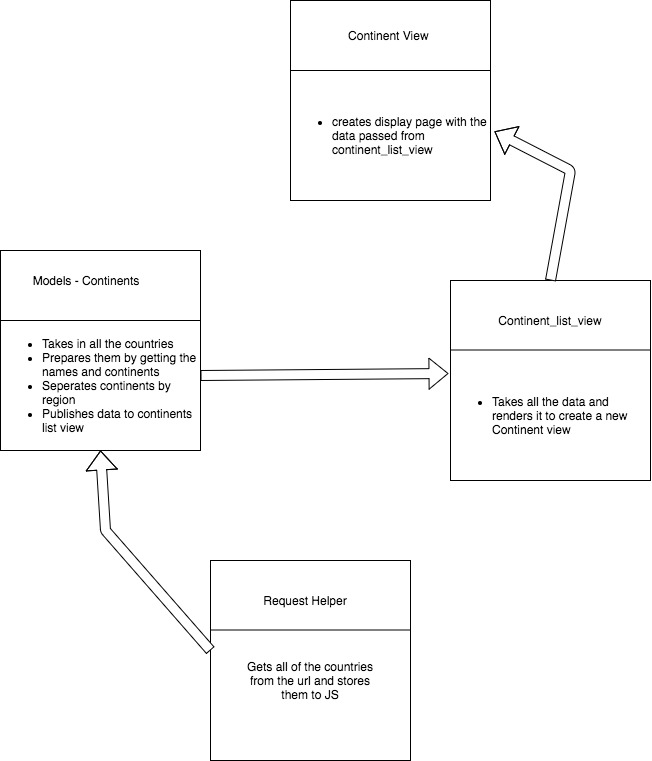 Continent View
• creates display page with the
data passed from
continent_list_view
Models - Continents
• Takes in all the countries
• Prepares them by getting the
names and continents
• Seperates continents by
region
• Publishes data to continents
list view
Continent_list_view
• Takes all the data and
renders it to create a new
Continent view
Request Helper
Gets all of the countries
from the url and stores
them to JS